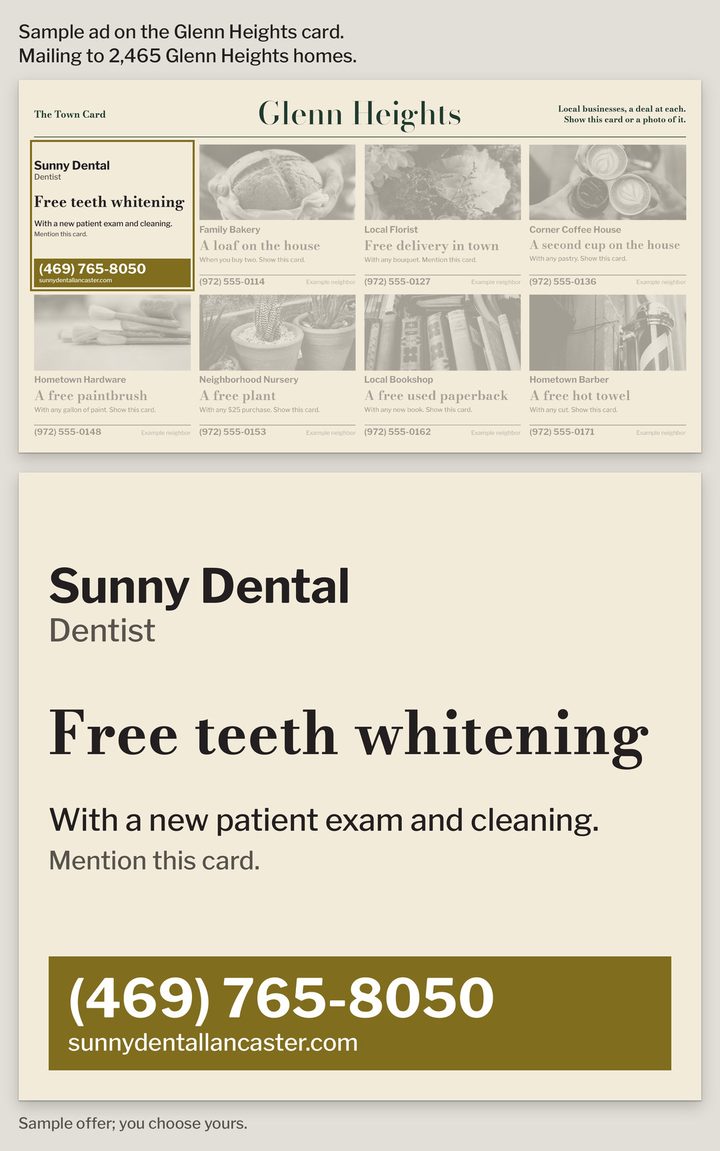 Sample ad on the Glenn Heights card.
Mailing to 2,465 Glenn Heights homes.
The Town Card
Glenn Heights
Local businesses, a deal at each.
Show this card or a photo of it.
Sunny Dental
Dentist
Free teeth whitening
With a new patient exam and cleaning.
Mention this card.
(469) 765-8050
sunnydentallancaster.com
Family Bakery
A loaf on the house
When you buy two. Show this card.
(972) 555-0114 Example neighbor
Local Florist
Free delivery in town
With any bouquet. Mention this card.
(972) 555-0127 Example neighbor
Corner Coffee House
A second cup on the house
With any pastry. Show this card.
(972) 555-0136 Example neighbor
Hometown Hardware
A free paintbrush
With any gallon of paint. Show this card.
(972) 555-0148 Example neighbor
Neighborhood Nursery
A free plant
With any $25 purchase. Show this card.
(972) 555-0153 Example neighbor
Local Bookshop
A free used paperback
With any new book. Show this card.
(972) 555-0162 Example neighbor
Hometown Barber
A free hot towel
With any cut. Show this card.
(972) 555-0171 Example neighbor
Sunny Dental
Dentist
Free teeth whitening
With a new patient exam and cleaning.
Mention this card.
(469) 765-8050
sunnydentallancaster.com
Sample offer; you choose yours.